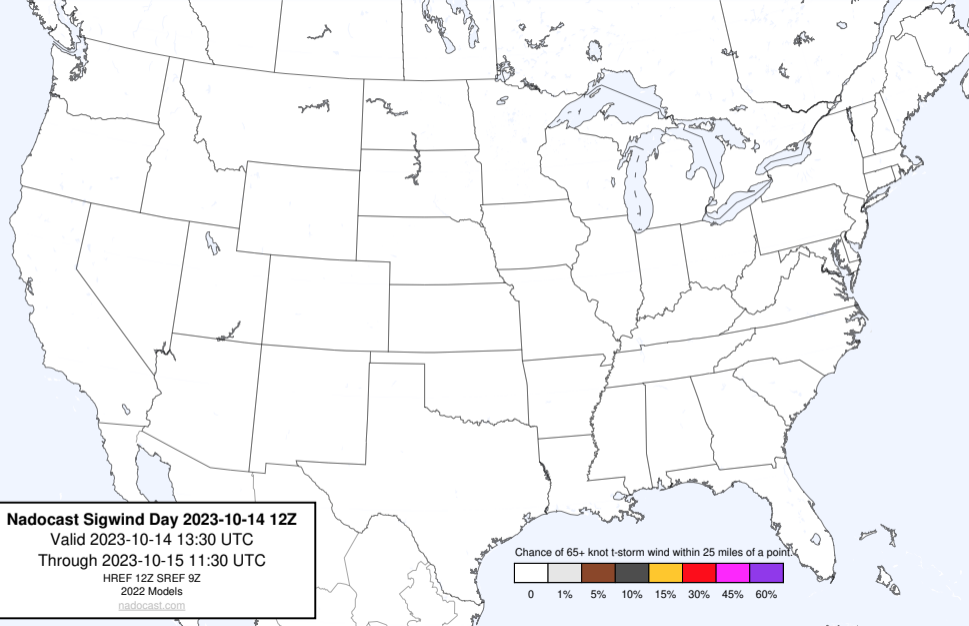 Nadocast Sigwind Day 2023-10-14 12Z
Valid 2023-10-14 13:30 UTC
Through 2023-10-15 11:30 UTC
HREF 12Z SREF 9Z
2022 Models
nadocast.com
Chance of 65+ knot t-storm wind within 25 miles of a point.
0 1% 5% 10% 15% 30% 45% 60%